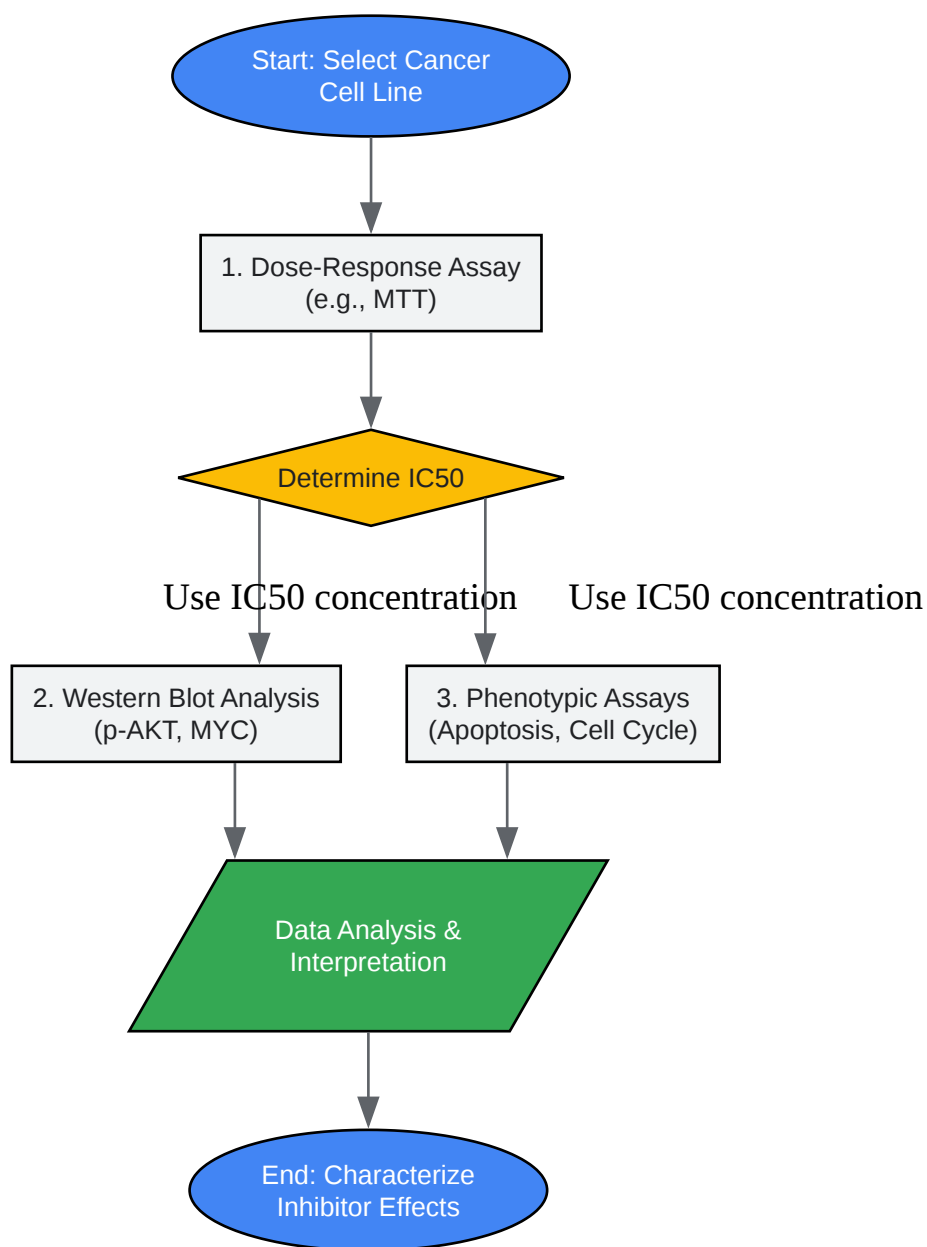 Start: Select Cancer
Cell Line
1. Dose-Response Assay
(e.g., MTT)
Determine IC50
Use IC50 concentration
Use IC50 concentration
2. Western Blot Analysis
(p-AKT, MYC)
3. Phenotypic Assays
(Apoptosis, Cell Cycle)
Data Analysis &
Interpretation
End: Characterize
Inhibitor Effects